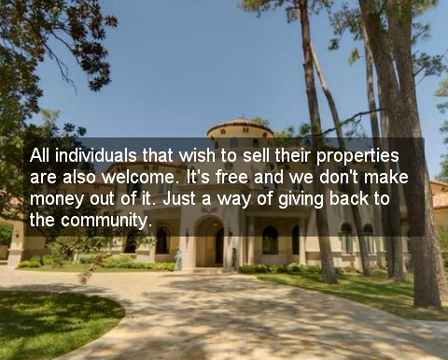 All individuals that wish to sell their properties
are also welcome. It's free and we don't make
money out of it. Just a way of giving back to
the community.